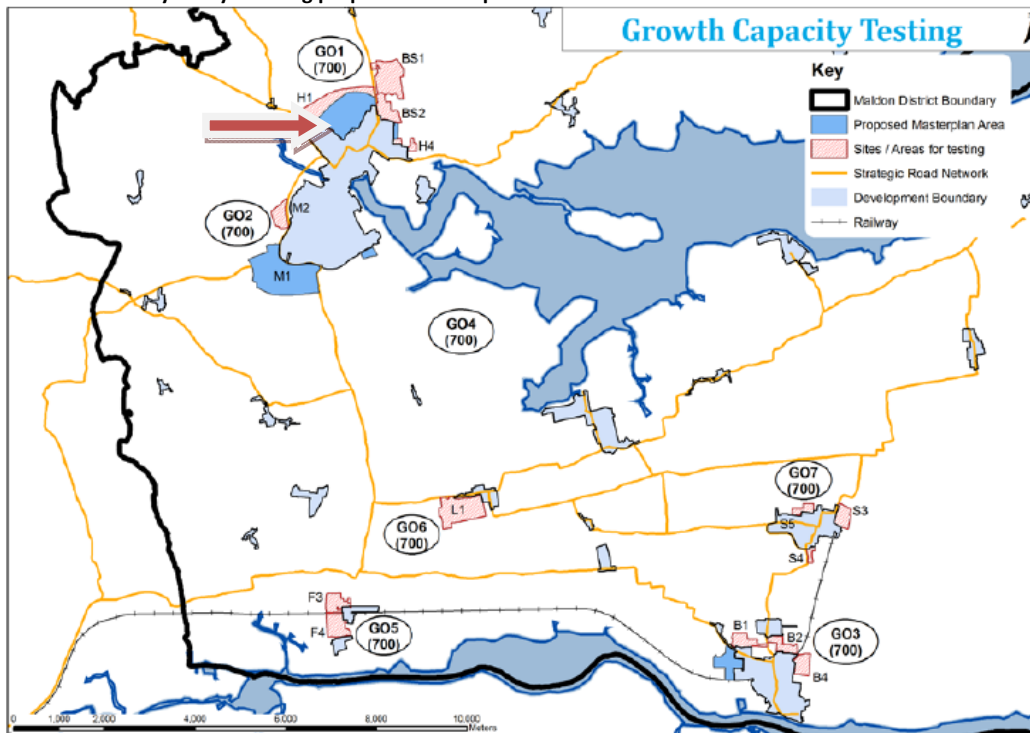 Growth Capacity Testing
Key
Maldon District Boundary
Proposed Masterplan Area
Sites / Areas for testing
Strategic Road Network
Development Boundary
Railway
GO1
(700)
BS1
H1
BS2
H4
GO2
(700)
M2
M1
GO4
(700)
GO7
(700)
L1
S3
S5
GO6
(700)
S4
F3
F4
GO5
(700)
B1
B2
GO3
(700)
B4
0 2,000 4,000 6,000 8,000 10,000
Meters